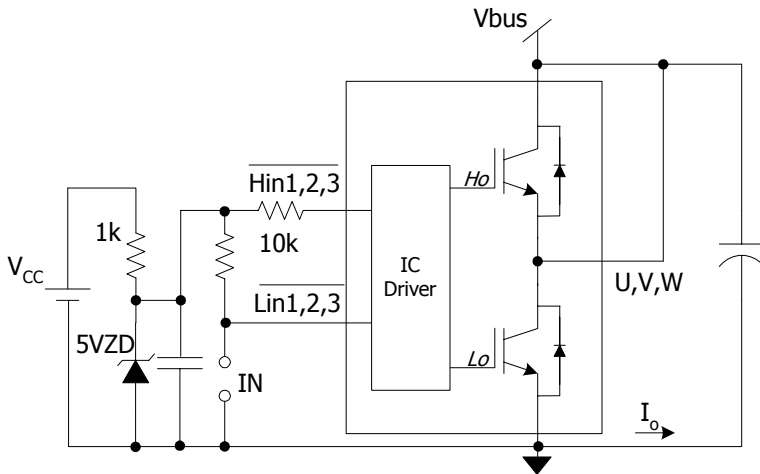 Vbus
Hin1,2,3
Ho
1k
10k
IC
Driver
VCC
Lin1,2,3
U,V,W
5VZD
IN
Lo
Io